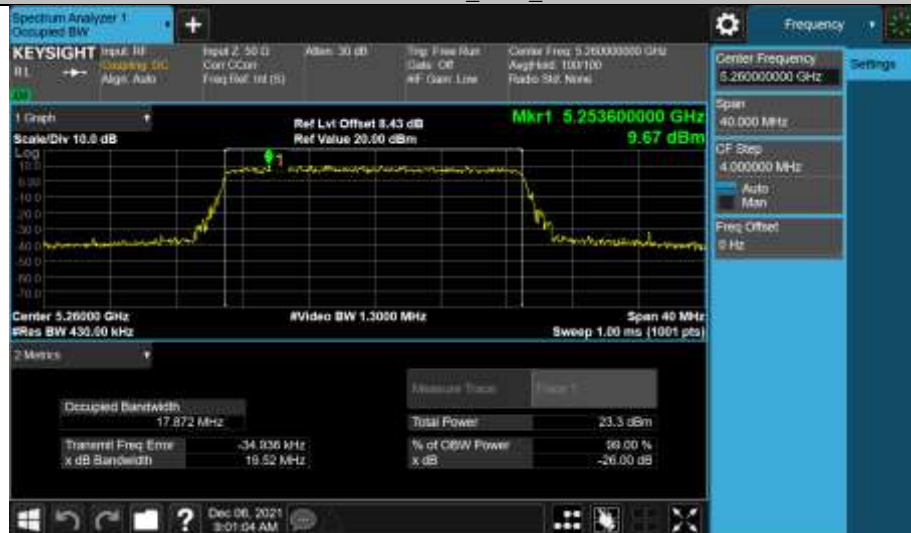 Spectrum Analyzer 1
Occupied BW
Frequency
KEYSIGHT
Input: RF
Coupling: DC
Align: Auto
Input Z: 50 Ω
Corr CCorr
Freq Ref: Int (S)
Atten: 30 dB
Trig: Free Run
Gate: Off
#IF Gain: Low
Center Freq: 5.260000000 GHz
Avg|Hold: 100/100
Radio Std: None
Center Frequency
5.260000000 GHz
Settings
Span
40.000 MHz
CF Step
4.000000 MHz
Auto
Man
Freq Offset
0 Hz
1 Graph
Scale/Div 10.0 dB
Ref Lvl Offset 8.43 dB
Ref Value 20.00 dBm
Mkr1 5.253600000 GHz
9.67 dBm
Log
10.0
0.00
-10.0
-20.0
-30.0
-40.0
-50.0
-60.0
-70.0
1
Center 5.26000 GHz
#Res BW 430.00 kHz
#Video BW 1.3000 MHz
Span 40 MHz
Sweep 1.00 ms (1001 pts)
2 Metrics
Measure Trace
Trace 1
Occupied Bandwidth
17.872 MHz
Total Power
23.3 dBm
Transmit Freq Error
-34.936 kHz
% of OBW Power
99.00 %
x dB Bandwidth
19.52 MHz
x dB
-26.00 dB
?
Dec 06, 2021
3:01:04 AM